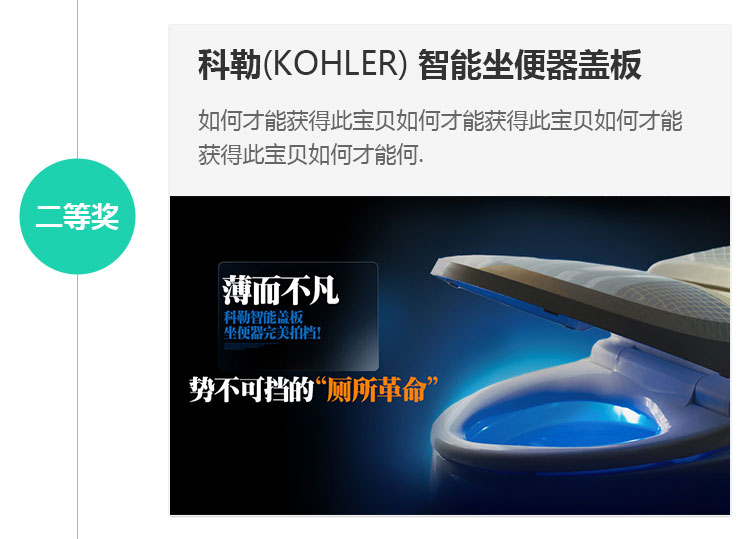 科勒(KOHLER) 智能坐便器盖板
如何才能获得此宝贝如何才能获得此宝贝如何才能
获得此宝贝如何才能何.
二等奖
薄而不凡
科勒智能盖板
坐便器完美拍挡!
势不可挡的“厕所革命”